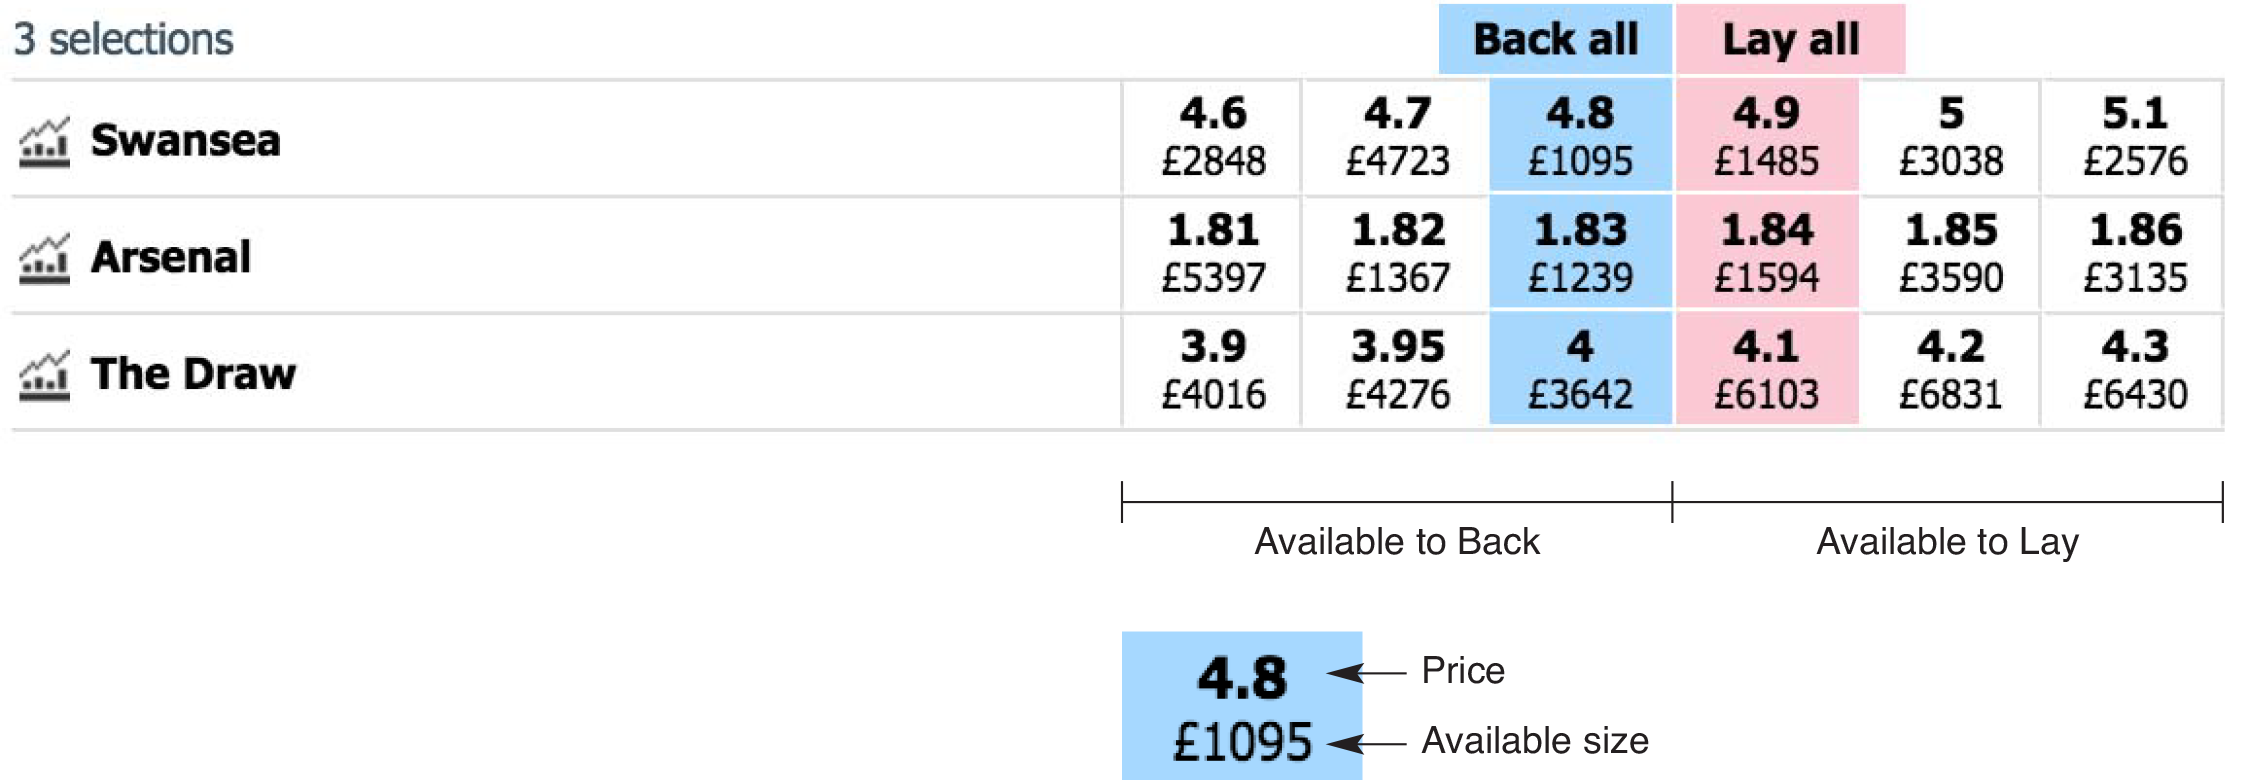 3 selections Back all Lay all
4.6 4.7 4.8 4.9 5 5.1
Swansea
£2848 £4723 £1095 £1485 £3038 £2576
1.81 1.82 1.83 1.84 1.85 1.86
Arsenal
£5397 £1367 £1239 £1594 £3590 £3135
3.9 3.95 4 4.1 4.2 4.3
The Draw
£4016 £4276 £3642 £6103 £6831 £6430
Available to Back Available to Lay
4.8 Price
£1095 Available size